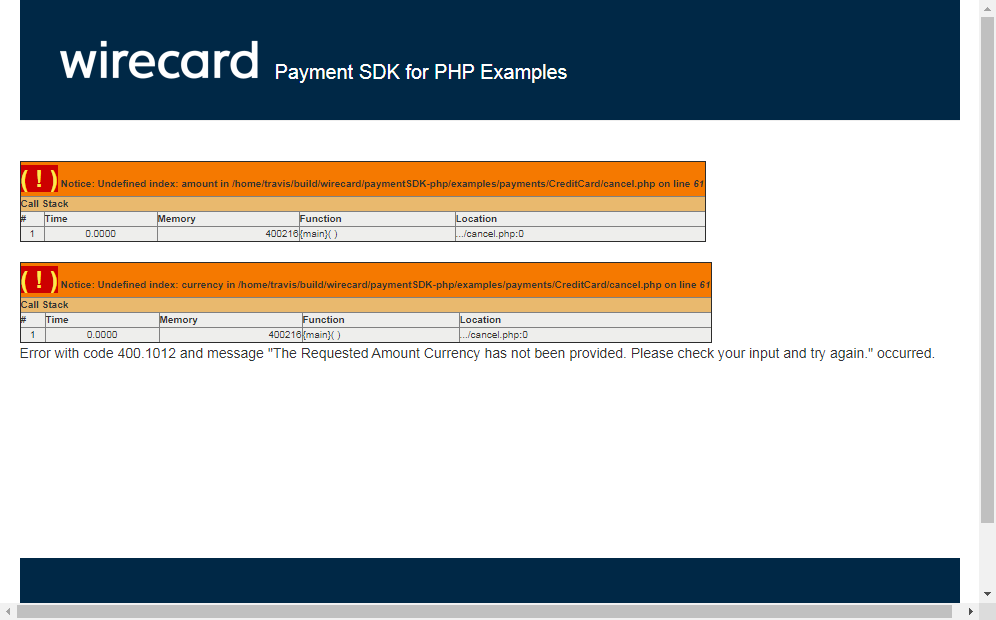 wirecard Payment SDK for PHP Examples
( ! ) Notice: Undefined index: amount in /home/travis/build/wirecard/paymentSDK-php/examples/payments/CreditCard/cancel.php on line 61
Call Stack
# Time Memory Function Location
1 0.0000 400216 {main}( ) .../cancel.php:0
( ! ) Notice: Undefined index: currency in /home/travis/build/wirecard/paymentSDK-php/examples/payments/CreditCard/cancel.php on line 61
Call Stack
# Time Memory Function Location
1 0.0000 400216 {main}( ) .../cancel.php:0
Error with code 400.1012 and message "The Requested Amount Currency has not been provided. Please check your input and try again." occurred.